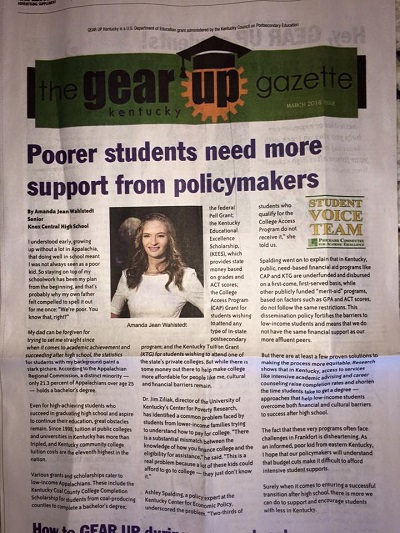 GEAR UP Kentucky is a U.S. Department of Education grant administered by the Kentucky Council on Postsecondary Education
the gear up gazette
kentucky
MARCH 2016 ISSUE
Poorer students need more
support from policymakers
By Amanda Jean Wahlstedt
Senior
Knox Central High School
I understood early, growing
up without a lot in Appalachia,
that doing well in school meant
I was not always seen as a poor
kid. So staying on top of my
schoolwork has been my plan
from the beginning, and that's
probably why my own father
felt compelled to spell it out
for me once: "We're poor. You
know that, right?"
My dad can be forgiven for
trying to set me straight since
when it comes to academic achievement and
succeeding after high school, the statistics
for students with my background paint a
dark picture. According to the Appalachian
Regional Commission, a distinct minority —
only 21.3 percent of Appalachians over age 25
— holds a bachelor's degree.
Even for high-achieving students who
succeed in graduating high school and aspire
to continue their education, great obstacles
remain. Since 1998, tuition at public colleges
and universities in Kentucky has more than
tripled, and Kentucky community college
tuition costs are the eleventh highest in the
nation.
Various grants and scholarships cater to
low-income Appalachians. These include the
Kentucky Coal County College Completion
Scholarship for students from coal-producing
counties to complete a bachelor's degree;
Amanda Jean Wahlstedt
the federal
Pell Grant;
the Kentucky
Educational
Excellence
Scholarship,
(KEES), which
provides state
money based
on grades and
ACT scores;
the College
Access Program
(CAP) Grant for
students wishing
to attend any
type of in-state
postsecondary
program; and the Kentucky Tuition Grant
(KTG) for students wishing to attend one of
the state's private colleges. But while there is
some money out there to help make college
more affordable for people like me, cultural
and financial barriers remain.
Dr. Jim Ziliak, director of the University of
Kentucky's Center for Poverty Research,
has identified a common problem faced by
students from lower-income families trying
to understand how to pay for college. "There
is a substantial mismatch between the
knowledge of how you finance college and the
eligibility for assistance," he said. "This is a
real problem because a lot of these kids could
afford to go to college — they just don't know
it."
Ashley Spalding, a policy expert at the
Kentucky Center for Economic Policy,
underscored the problem. "Two-thirds of
students who
qualify for the
College Access
Program do
not receive it," she
told us.
STUDENT
VOICE
TEAM
Spalding went on to explain that in Kentucky,
public, need-based financial aid programs like
CAP and KTG are underfunded and disbursed
on a first-come, first-served basis, while
other publicly funded "merit-aid" programs,
based on factors such as GPA and ACT scores,
do not follow the same restrictions. This
dissemination policy fortifies the barriers to
low-income students and means that we do
not have the same financial support as our
more affluent peers.
But there are at least a few proven solutions to
making the process more equitable. Research
shows that in Kentucky, access to services
like intensive academic advising and career
counseling raise completion rates and shorten
the time students take to get a degree —
approaches that help low-income students
overcome both financial and cultural barriers
to success after high school.
The fact that these very programs often face
challenges in Frankfort is disheartening. As
an informed, poor kid from eastern Kentucky,
I hope that our policymakers will understand
that budget cuts make it difficult to afford
intensive student supports.
Surely when it comes to ensuring a successful
transition after high school, there is more we
can do to support and encourage students
with less in Kentucky.
How to GEAR UP